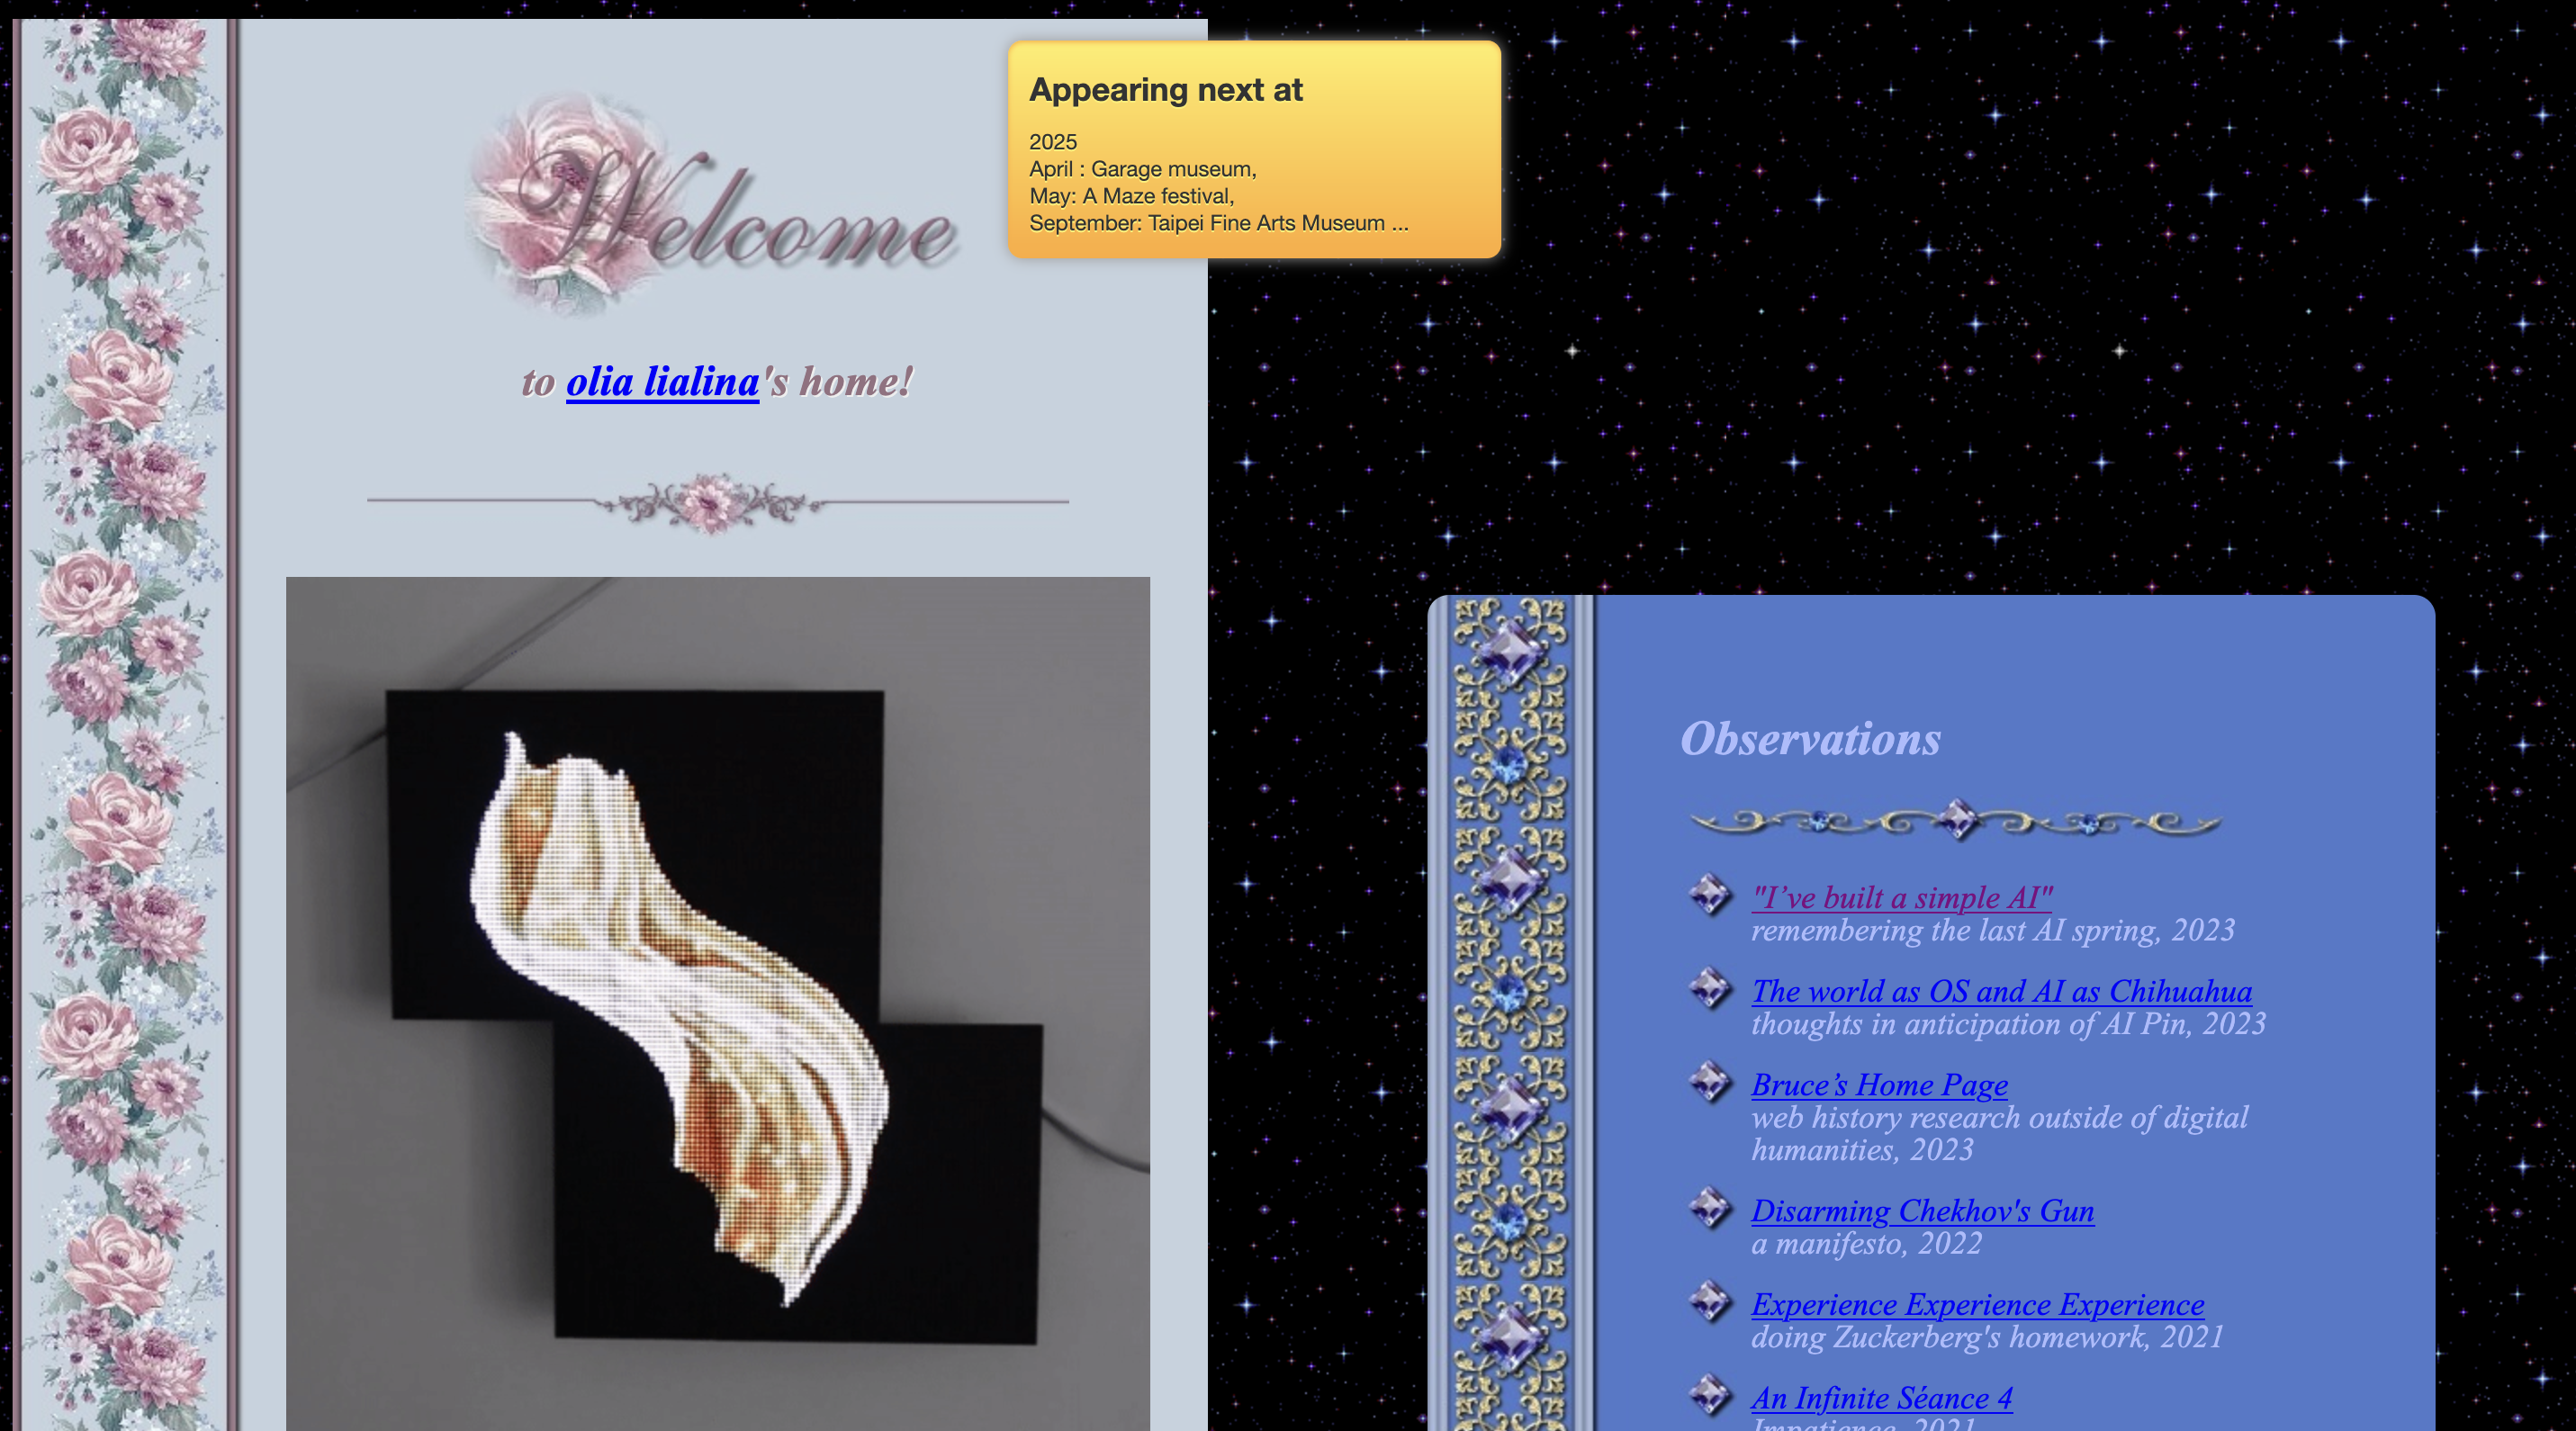 Welcome
to olia lialina's home!
Appearing next at
2025
April : Garage museum,
May: A Maze festival,
September: Taipei Fine Arts Museum ...
Observations
"I’ve built a simple AI"
remembering the last AI spring, 2023
The world as OS and AI as Chihuahua
thoughts in anticipation of AI Pin, 2023
Bruce’s Home Page
web history research outside of digital
humanities, 2023
Disarming Chekhov's Gun
a manifesto, 2022
Experience Experience Experience
doing Zuckerberg's homework, 2021
An Infinite Séance 4
Impatience, 2021